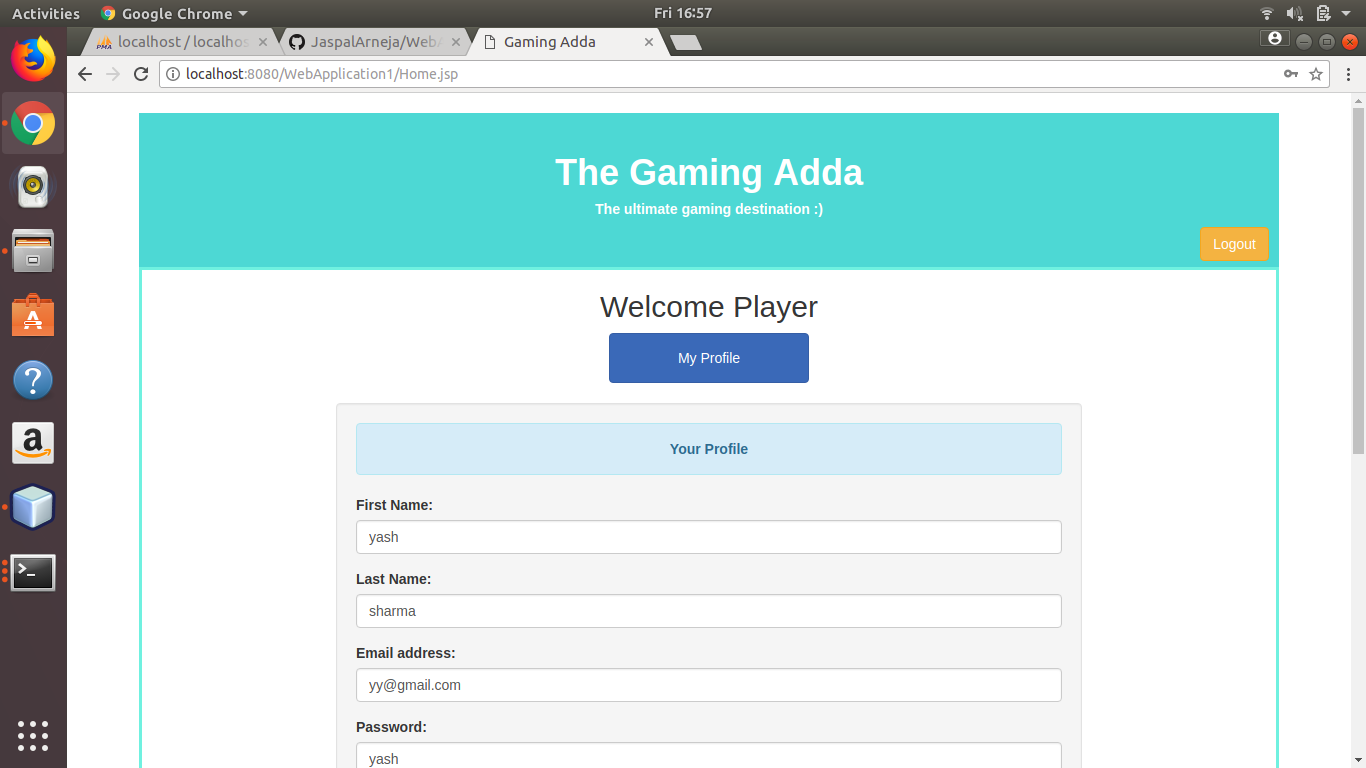 Activities Google Chrome Fri 16:57
localhost / localhos JaspalArneja/WebA Gaming Adda
localhost:8080/WebApplication1/Home.jsp
The Gaming Adda
The ultimate gaming destination :)
Logout
Welcome Player
My Profile
Your Profile
First Name:
yash
Last Name:
sharma
Email address:
yy@gmail.com
Password:
yash